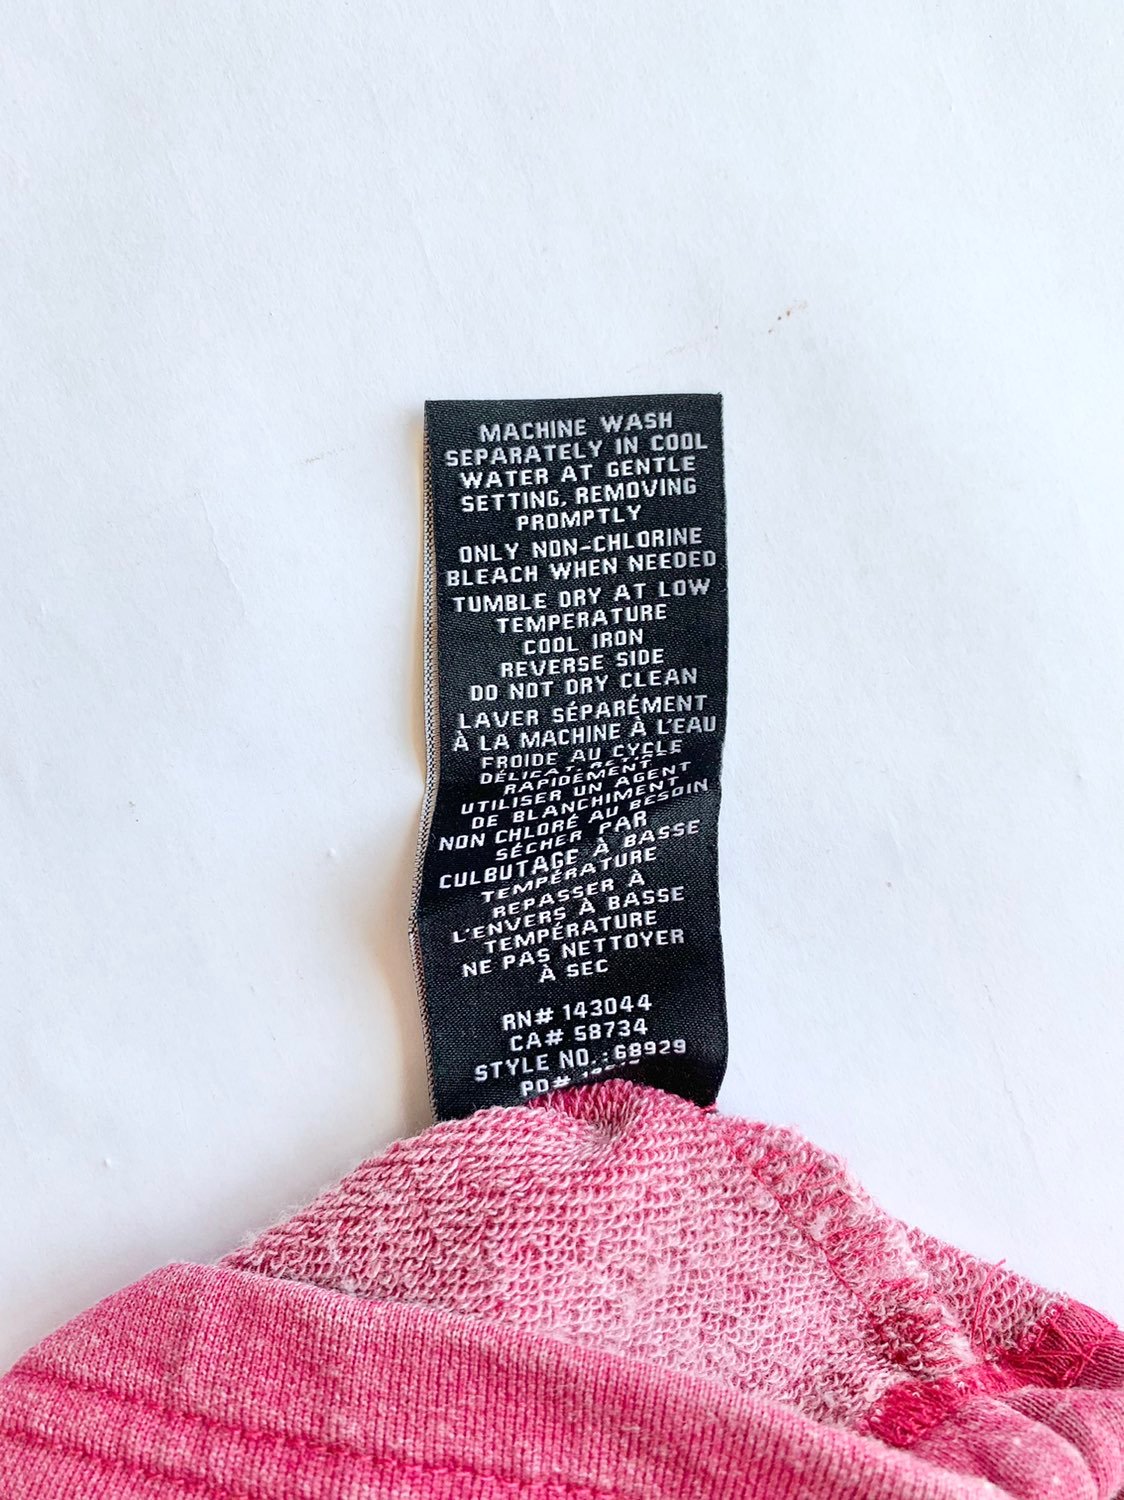 MACHINE WASH
SEPARATELY IN COOL
WATER AT GENTLE
SETTING, REMOVING
PROMPTLY
ONLY NON-CHLORINE
BLEACH WHEN NEEDED
TUMBLE DRY AT LOW
TEMPERATURE
COOL IRON
REVERSE SIDE
DO NOT DRY CLEAN
LAVER SÉPARÉMENT
À LA MACHINE À L'EAU
FROIDE AU CYCLE
DÉLICAT,
RAPIDEMENT
UTILISER UN AGENT
DE BLANCHIMENT
NON CHLORÉ AU BESOIN
SÉCHER PAR
CULBUTAGE À BASSE
TEMPÉRATURE
REPASSER À
L'ENVERS À BASSE
TEMPÉRATURE
NE PAS NETTOYER
À SEC
RN# 143044
CA# 58734
STYLE NO.: 68929
PO#